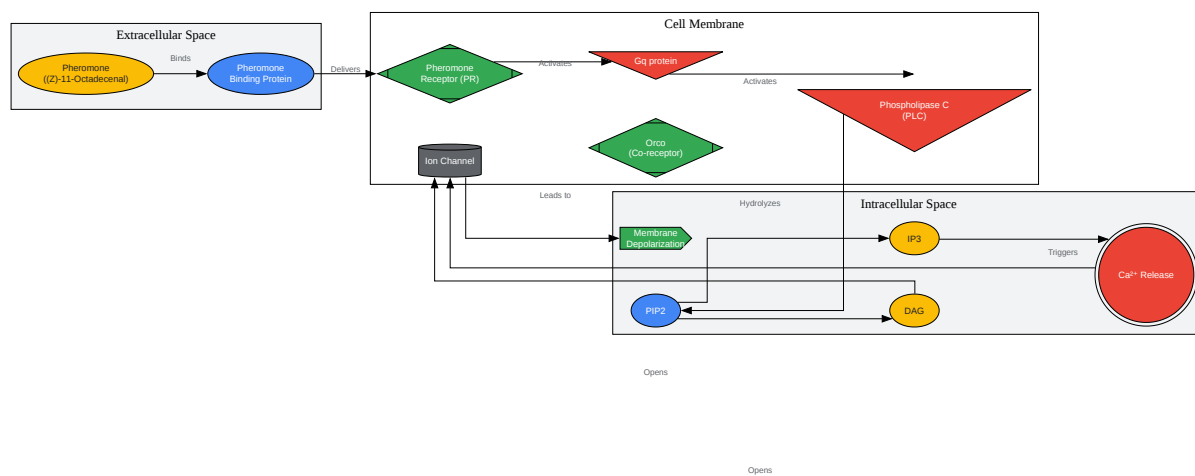 Extracellular Space
Pheromone
((Z)-11-Octadecenal)
Binds
Pheromone
Binding Protein
Delivers
Cell Membrane
Pheromone
Receptor (PR)
Activates
Gq protein
Activates
Phospholipase C
(PLC)
Orco
(Co-receptor)
Ion Channel
Leads to
Hydrolyzes
Intracellular Space
Membrane
Depolarization
IP3
Triggers
Ca²⁺ Release
PIP2
DAG
Opens
Opens